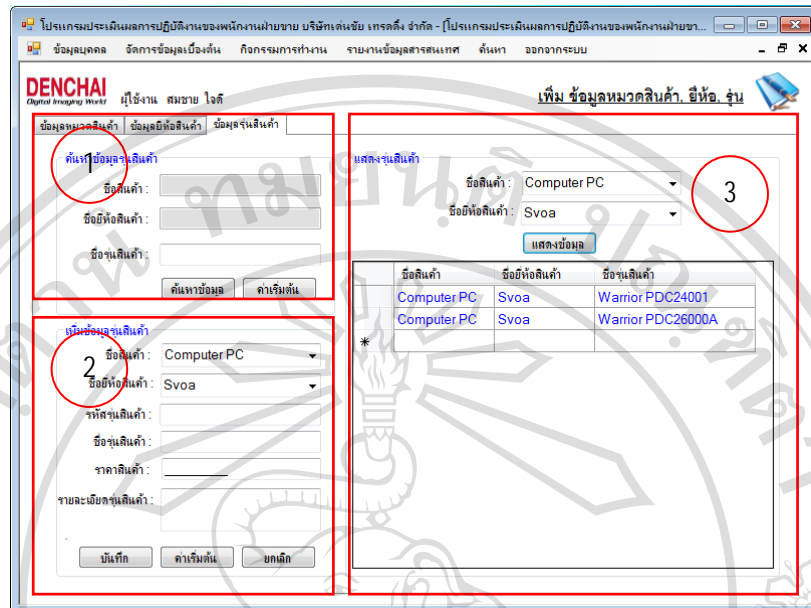 โปรแกรมประเมินผลการปฏิบัติงานของพนักงานฝ่ายขาย บริษัทเด่นชัย เทรดดิ้ง จำกัด - [โปรแกรมประเมินผลการปฏิบัติงานของพนักงานฝ่ายขา...
ข้อมูลบุคคล จัดการข้อมูลเบื้องต้น กิจกรรมการทำงาน รายงานข้อมูลสารสนเทศ ค้นหา ออกจากระบบ
DENCHAI
Digital Imaging World
ผู้ใช้งาน สมชาย ใจดี
เพิ่ม ข้อมูลหมวดสินค้า, ยี่ห้อ, รุ่น
ข้อมูลหมวดสินค้า ข้อมูลยี่ห้อสินค้า ข้อมูลรุ่นสินค้า
ค้นหาข้อมูลรุ่นสินค้า
1
ชื่อสินค้า :
ชื่อยี่ห้อสินค้า :
ชื่อรุ่นสินค้า :
ค้นหาข้อมูล ค่าเริ่มต้น
เพิ่มข้อมูลรุ่นสินค้า
2
ชื่อสินค้า : Computer PC
ชื่อยี่ห้อสินค้า : Svoa
รหัสรุ่นสินค้า :
ชื่อรุ่นสินค้า :
ราคาสินค้า :
รายละเอียดรุ่นสินค้า :
บันทึก ค่าเริ่มต้น ยกเลิก
แสดงรุ่นสินค้า
3
ชื่อสินค้า : Computer PC
ชื่อยี่ห้อสินค้า : Svoa
แสดงข้อมูล
ชื่อสินค้า ชื่อยี่ห้อสินค้า ชื่อรุ่นสินค้า
Computer PC Svoa Warrior PDC24001
Computer PC Svoa Warrior PDC26000A
*